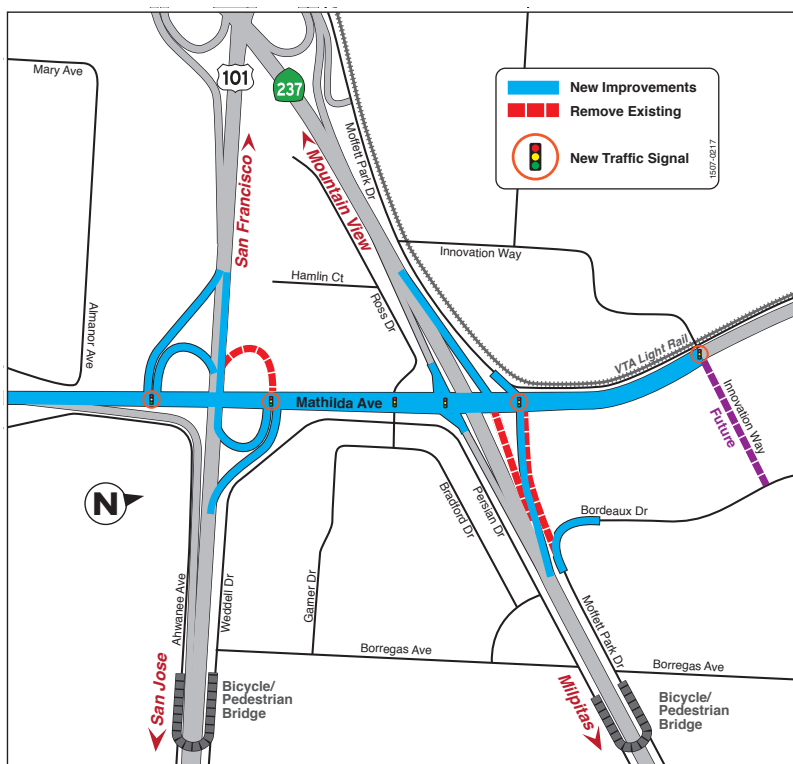 Mary Ave
101
237
New Improvements
Remove Existing
New Traffic Signal
1507-0217
Moffett Park Dr
San Francisco
Mountain View
Innovation Way
Hamlin Ct
Ross Dr
Almanor Ave
VTA Light Rail
Mathilda Ave
Innovation Way
Future
N
Bradford Dr
Persian Dr
Bordeaux Dr
Ahwanee Ave
Weddell Dr
Garner Dr
Moffett Park Dr
Borregas Ave
Borregas Ave
San Jose
Bicycle/
Pedestrian
Bridge
Milpitas
Bicycle/
Pedestrian
Bridge